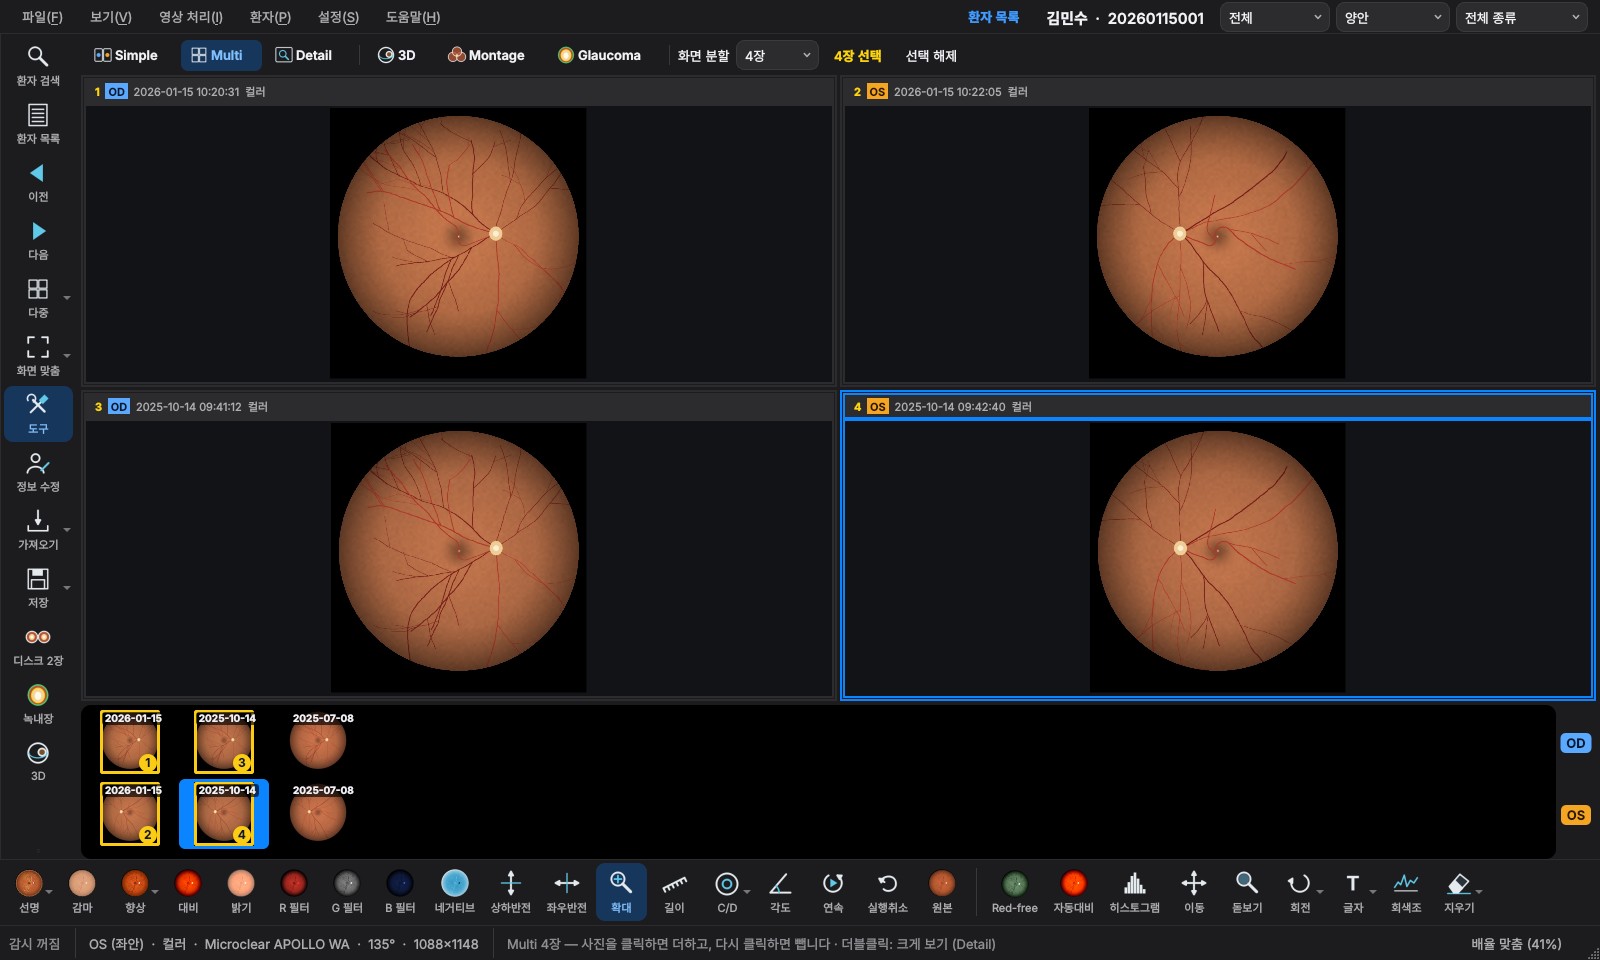 파일(F) 보기(V) 영상 처리(I) 환자(P) 설정(S) 도움말(H) 환자 목록 김민수 · 20260115001 전체 양안 전체 종류
Simple Multi Detail 3D Montage Glaucoma 화면 분할 4장 4장 선택 선택 해제
환자 검색
환자 목록
이전
다음
다중
화면 맞춤
도구
정보 수정
가져오기
저장
디스크 2장
녹내장
3D
1 OD 2026-01-15 10:20:31 컬러
2 OS 2026-01-15 10:22:05 컬러
3 OD 2025-10-14 09:41:12 컬러
4 OS 2025-10-14 09:42:40 컬러
2026-01-15 2025-10-14 2025-07-08
1 3 OD
2026-01-15 2025-10-14 2025-07-08
2 4 OS
선명 감마 향상 대비 밝기 R 필터 G 필터 B 필터 네거티브 상하반전 좌우반전 확대 길이 C/D 각도 연속 실행취소 원본 Red-free 자동대비 히스토그램 이동 돋보기 회전 T 글자 회색조 지우기
감시 꺼짐 OS (좌안) · 컬러 · Microclear APOLLO WA · 135° · 1088×1148 Multi 4장 — 사진을 클릭하면 더하고, 다시 클릭하면 뺍니다 · 더블클릭: 크게 보기 (Detail) 배율 맞춤 (41%)